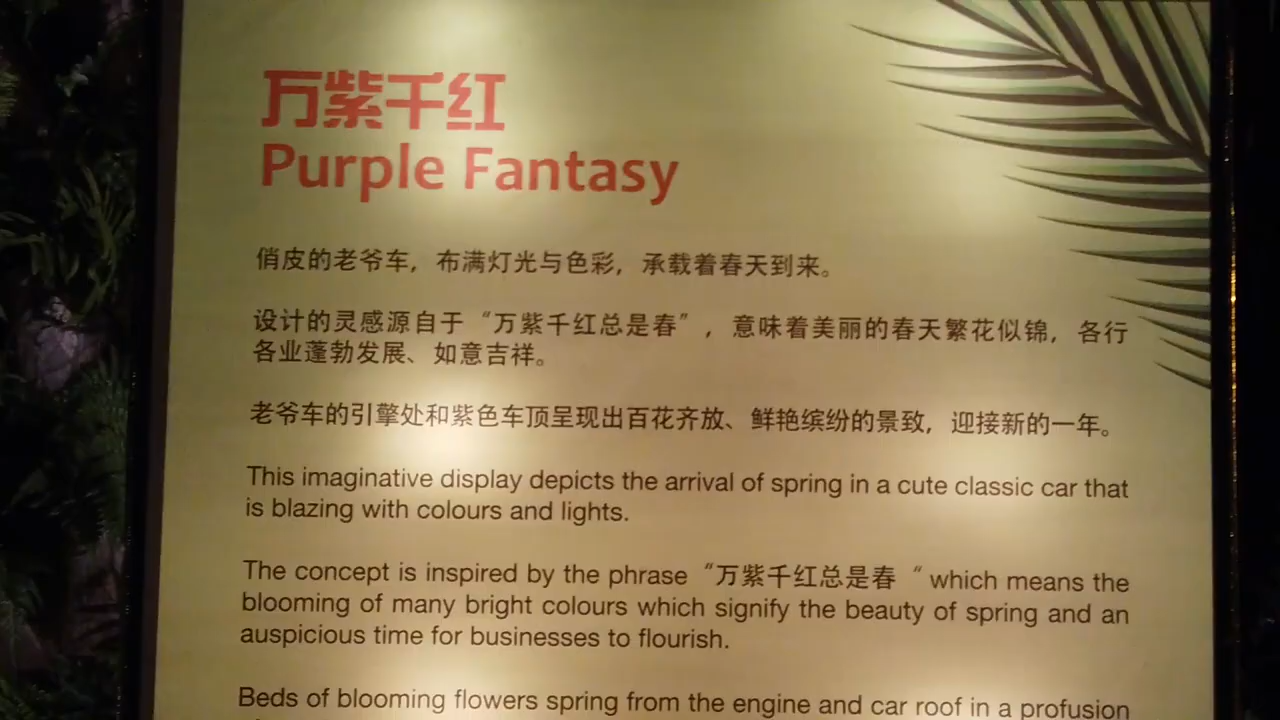 万紫千红
Purple Fantasy
俏皮的老爷车，布满灯光与色彩，承载着春天到来。
设计的灵感源自于“万紫千红总是春”，意味着美丽的春天繁花似锦，各行
各业蓬勃发展、如意吉祥。
老爷车的引擎处和紫色车顶呈现出百花齐放、鲜艳缤纷的景致，迎接新的一年。
This imaginative display depicts the arrival of spring in a cute classic car that
is blazing with colours and lights.
The concept is inspired by the phrase “万紫千红总是春 “ which means the
blooming of many bright colours which signify the beauty of spring and an
auspicious time for businesses to flourish.
Beds of blooming flowers spring from the engine and car roof in a profusion